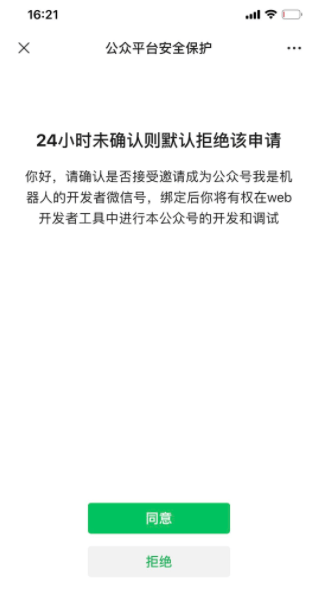 16:21
公众平台安全保护
24小时未确认则默认拒绝该申请
你好，请确认是否接受邀请成为公众号我是机
器人的开发者微信号，绑定后你将有权在web
开发者工具中进行本公众号的开发和调试
同意
拒绝